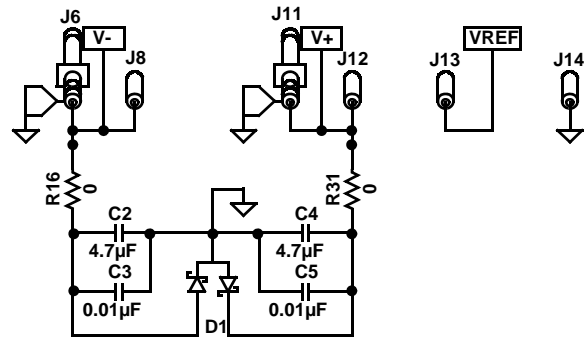 J6
V-
J8
J11
V+
J12
J13
VREF
J14
R16
0
R31
0
C2
4.7µF
C3
0.01µF
C4
4.7µF
C5
0.01µF
D1